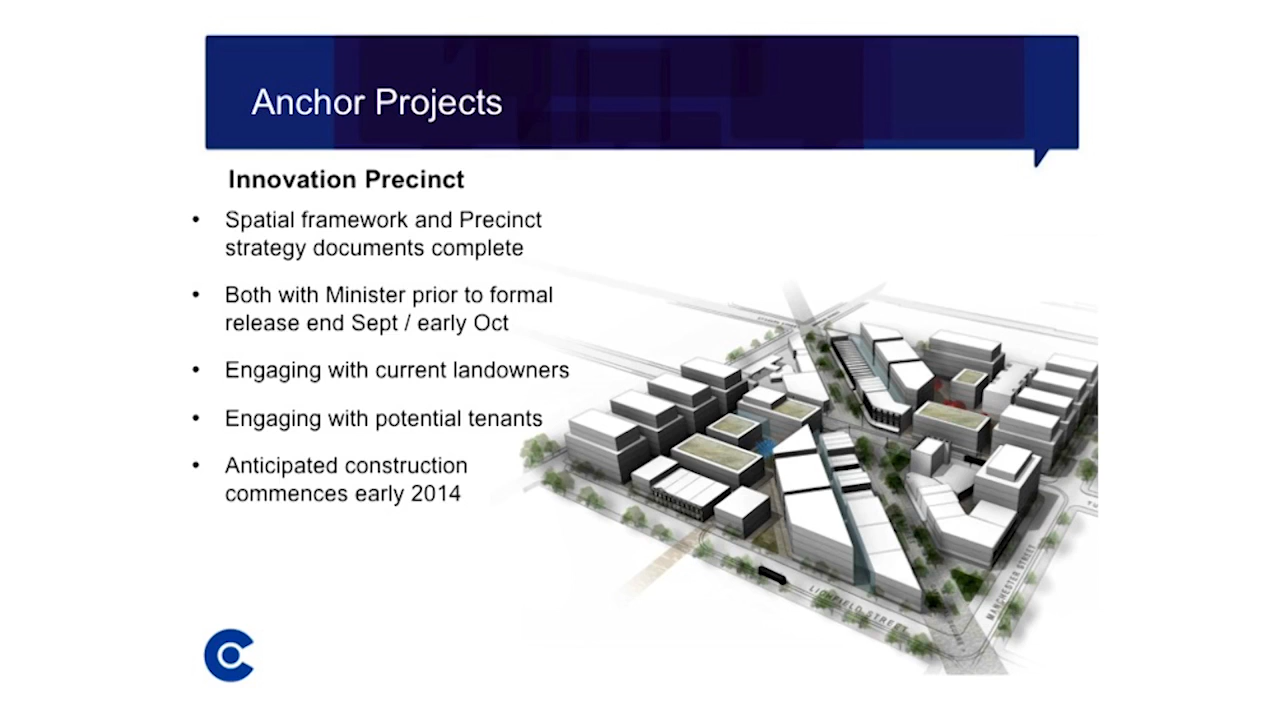 Anchor Projects
Innovation Precinct
• Spatial framework and Precinct
strategy documents complete
• Both with Minister prior to formal
release end Sept / early Oct
• Engaging with current landowners
• Engaging with potential tenants
• Anticipated construction
commences early 2014
LICHFIELD STREET
MANCHESTER STREET